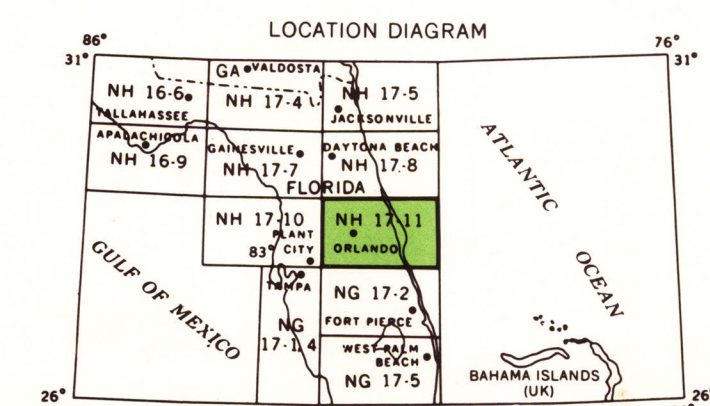 LOCATION DIAGRAM
86°
76°
31°
31°
GA
VALDOSTA
NH 16-6
NH 17-4
NH 17-5
TALLAHASSEE
JACKSONVILLE
APALACHICOLA
GAINESVILLE
DAYTONA BEACH
NH 16-9
NH 17-7
NH 17-8
FLORIDA
ATLANTIC
OCEAN
NH 17-10
NH 17-11
PLANT
CITY
83°
ORLANDO
GULF OF MEXICO
TAMPA
NG 17-2
FORT PIERCE
NG
17-1,4
WEST PALM
BEACH
NG 17-5
BAHAMA ISLANDS
(UK)
26°
26